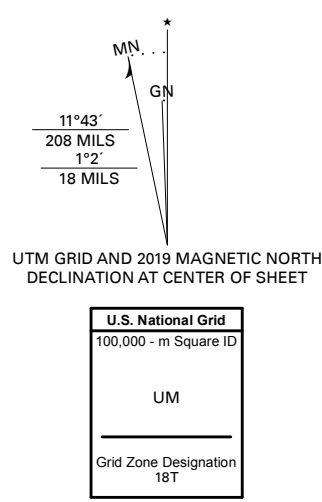 ★
MN
GN
11°43´
208 MILS
1°2´
18 MILS
UTM GRID AND 2019 MAGNETIC NORTH
DECLINATION AT CENTER OF SHEET
U.S. National Grid
100,000 - m Square ID
UM
Grid Zone Designation
18T